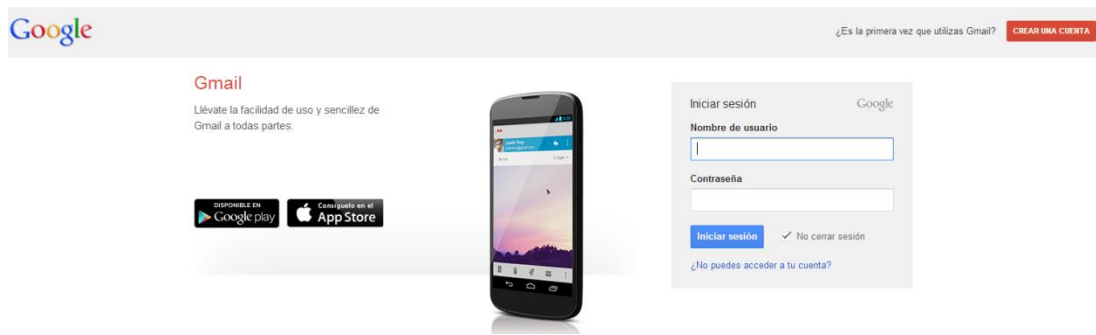 Google
¿Es la primera vez que utilizas Gmail?
CREAR UNA CUENTA
Gmail
Llévate la facilidad de uso y sencillez de
Gmail a todas partes.
DISPONIBLE EN
Google play
Consíguelo en el
App Store
Iniciar sesión
Google
Nombre de usuario
Contraseña
Iniciar sesión
No cerrar sesión
¿No puedes acceder a tu cuenta?